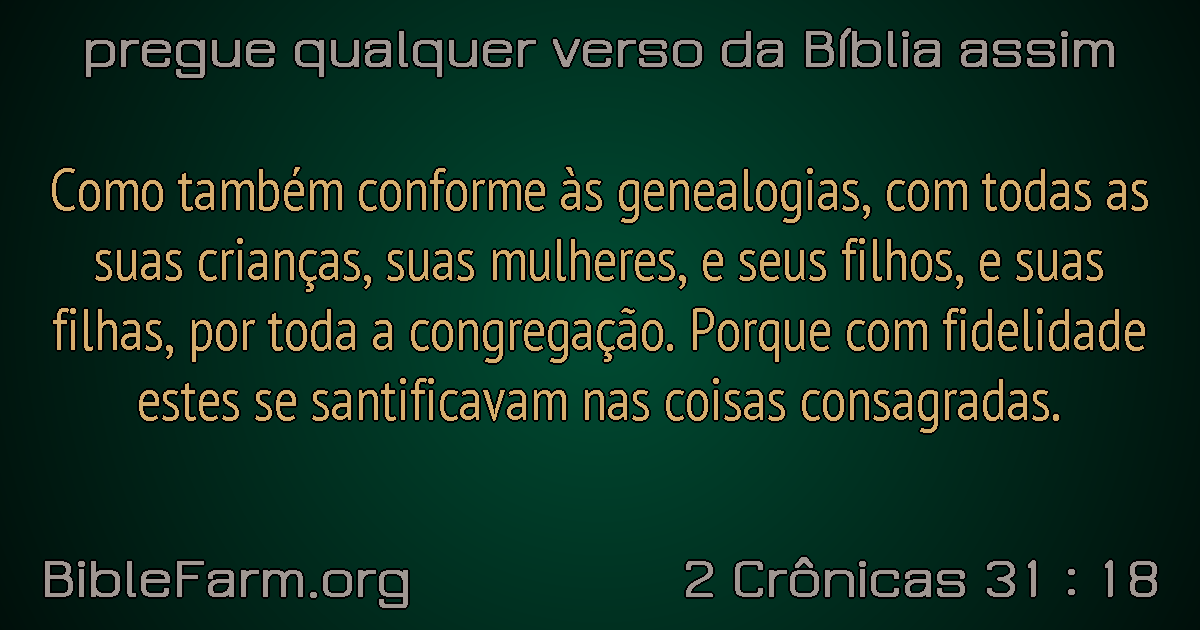 pregue qualquer verso da Bíblia assim
Como também conforme às genealogias, com todas as
suas crianças, suas mulheres, e seus filhos, e suas
filhas, por toda a congregação. Porque com fidelidade
estes se santificavam nas coisas consagradas.
BibleFarm.org
2 Crônicas 31 : 18